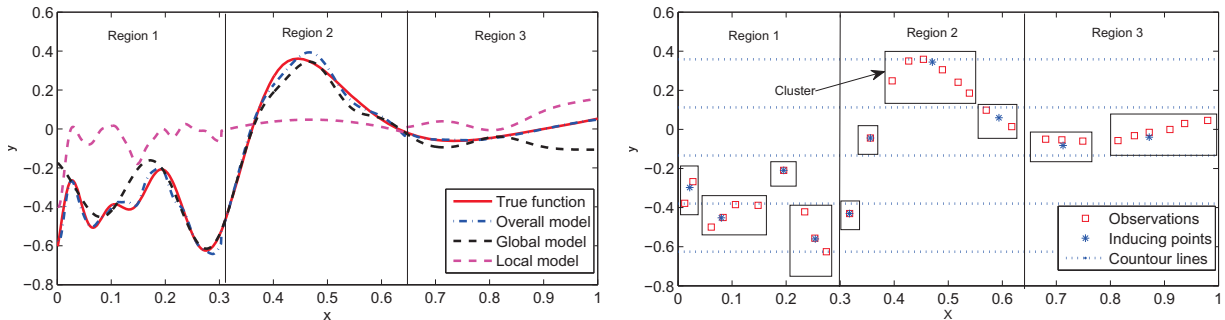 0.6
0.4
0.2
0
−0.2
−0.4
−0.6
−0.8
y
0
0.1
0.2
0.3
0.4
0.5
0.6
0.7
0.8
0.9
1
x
Region 1
Region 2
Region 3
True function
Overall model
Global model
Local model
0.6
0.4
0.2
0
−0.2
−0.4
−0.6
−0.8
y
0
0.1
0.2
0.3
0.4
0.5
0.6
0.7
0.8
0.9
1
X
Region 1
Region 2
Region 3
Cluster
Observations
Inducing points
Countour lines